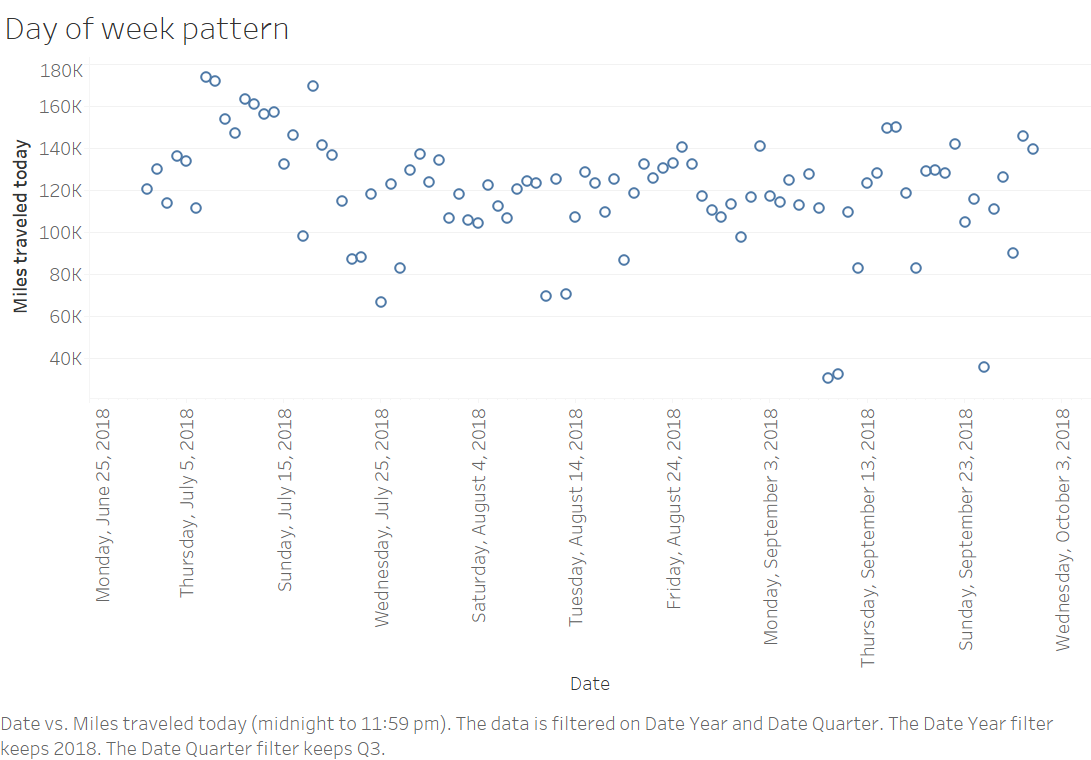 Day of week pattern
180K
160K
140K
120K
100K
80K
60K
40K
Miles traveled today
Monday, June 25, 2018
Thursday, July 5, 2018
Sunday, July 15, 2018
Wednesday, July 25, 2018
Saturday, August 4, 2018
Tuesday, August 14, 2018
Friday, August 24, 2018
Monday, September 3, 2018
Thursday, September 13, 2018
Sunday, September 23, 2018
Wednesday, October 3, 2018
Date
Date vs. Miles traveled today (midnight to 11:59 pm). The data is filtered on Date Year and Date Quarter. The Date Year filter
keeps 2018. The Date Quarter filter keeps Q3.